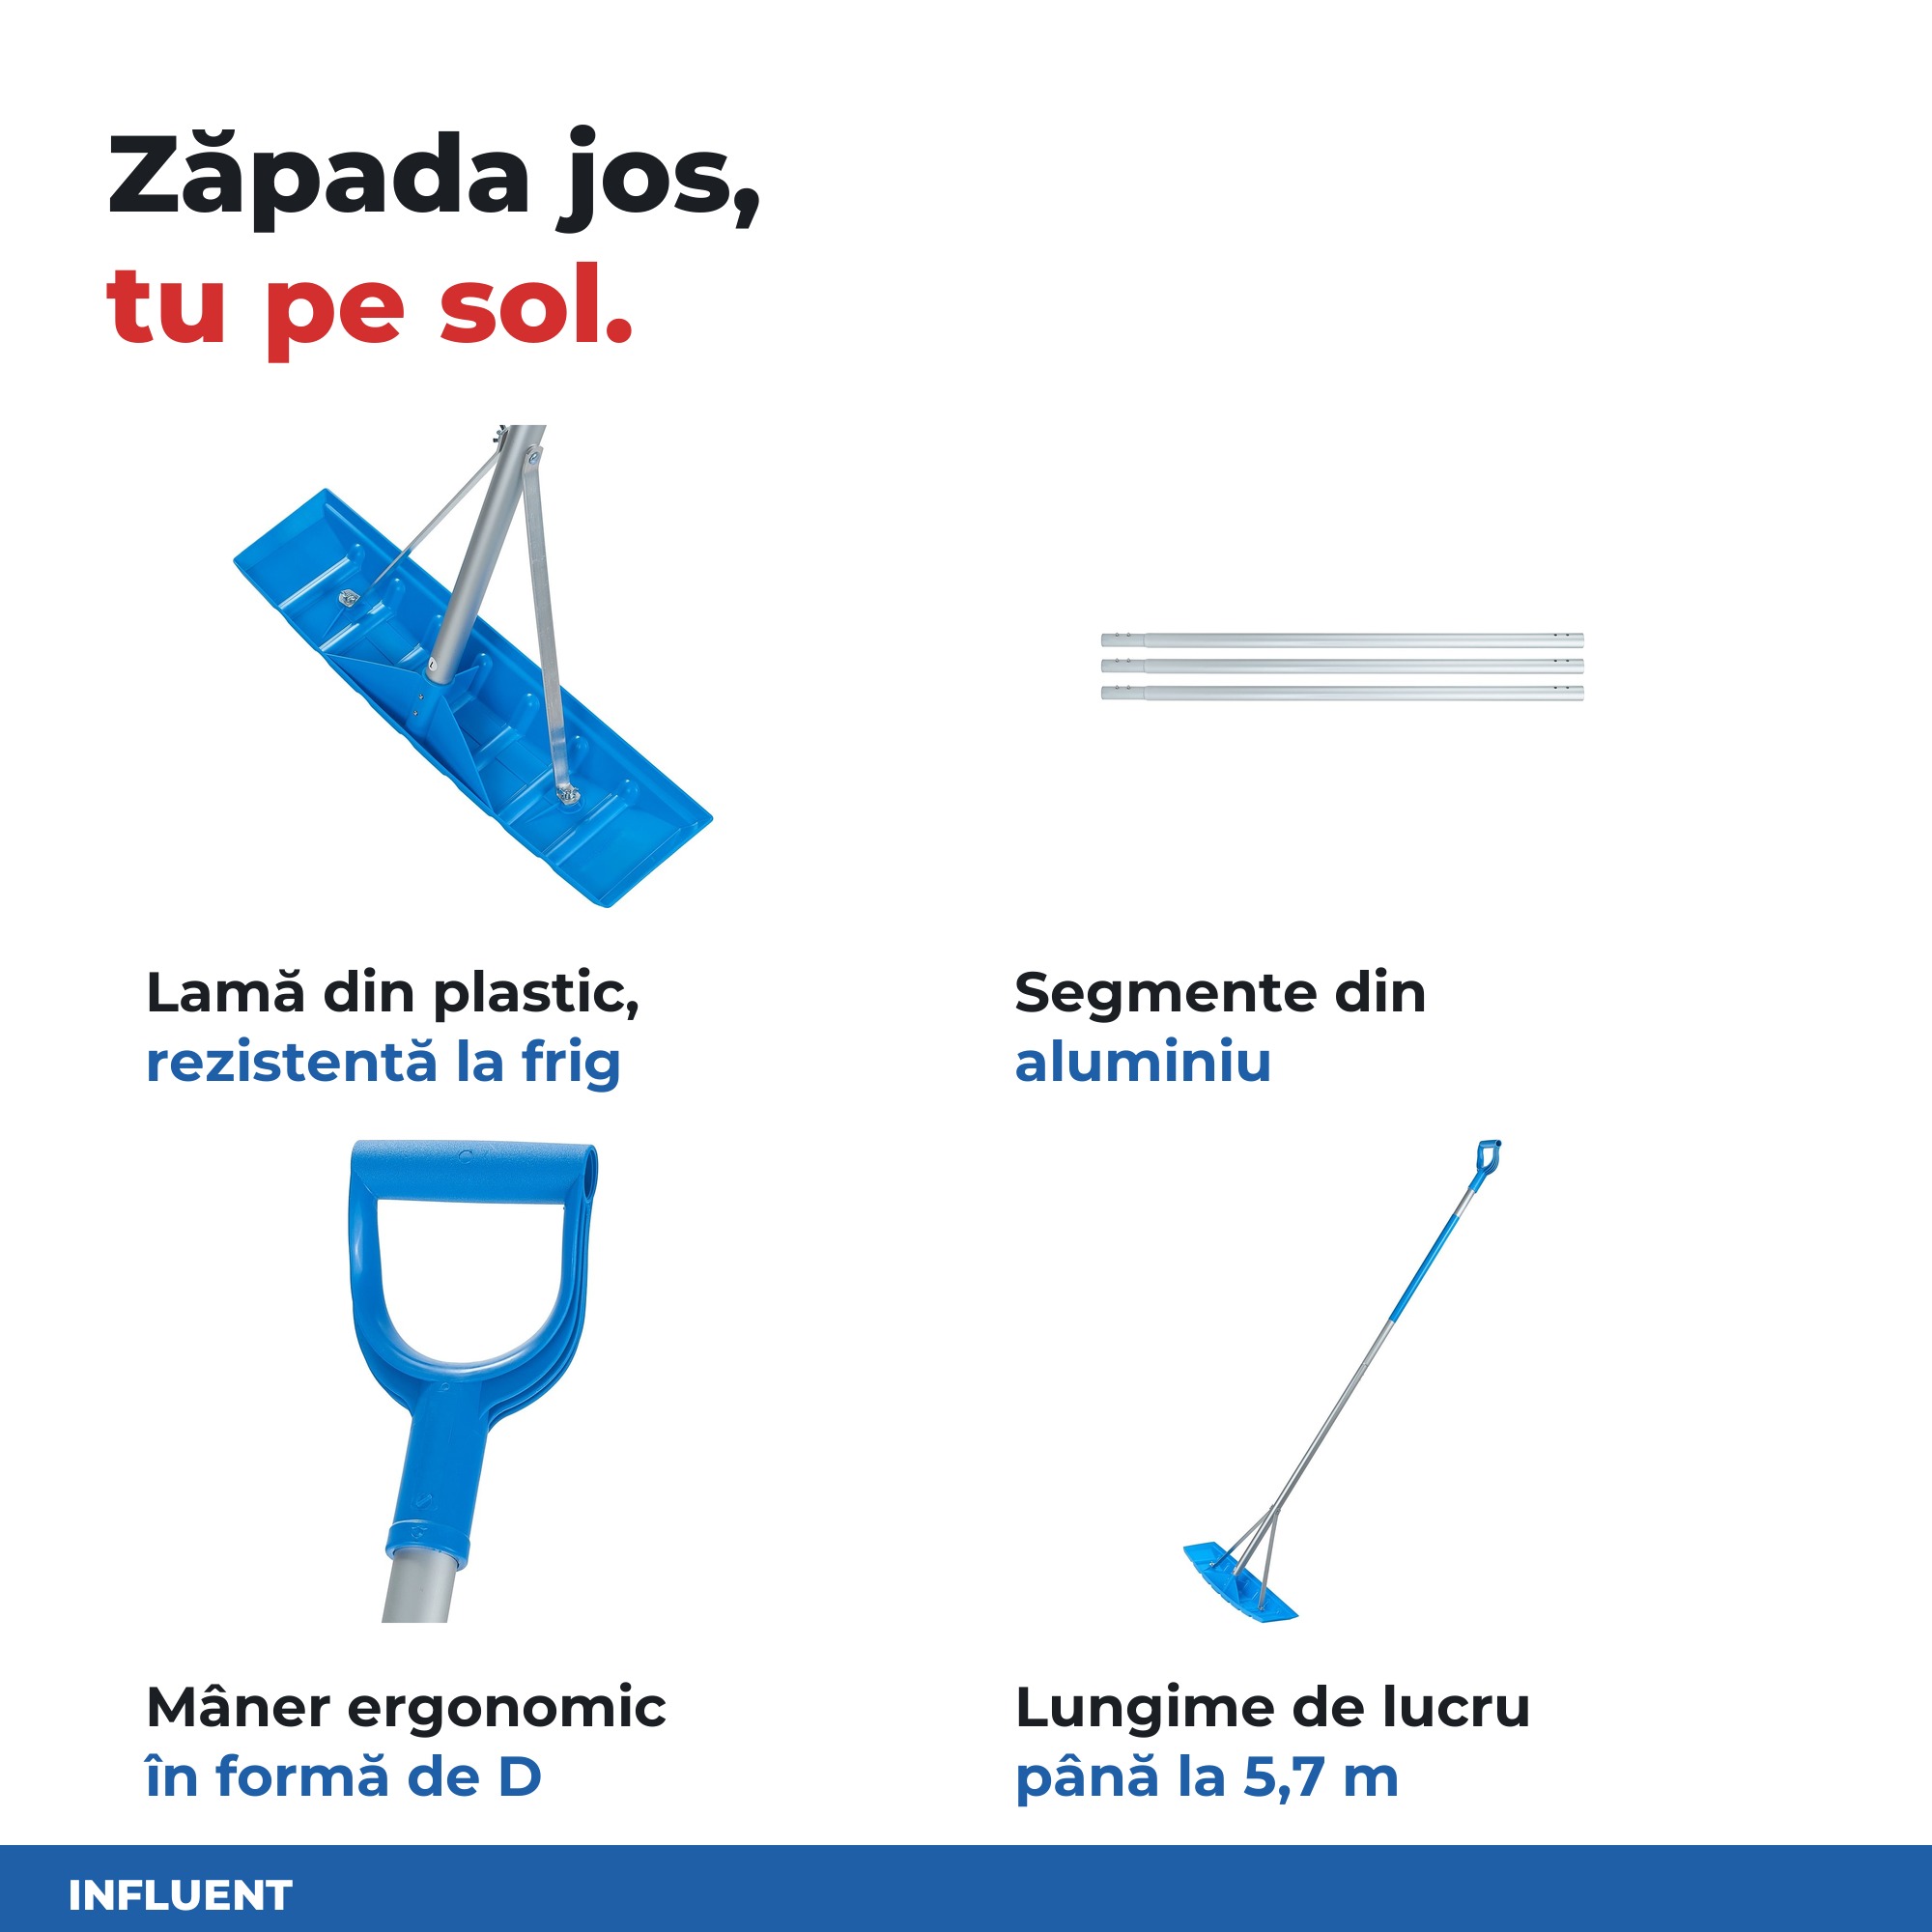 Zăpada jos,
tu pe sol.
Lamă din plastic,
rezistentă la frig
Segmente din
aluminiu
Mâner ergonomic
în formă de D
Lungime de lucru
până la 5,7 m
INFLUENT